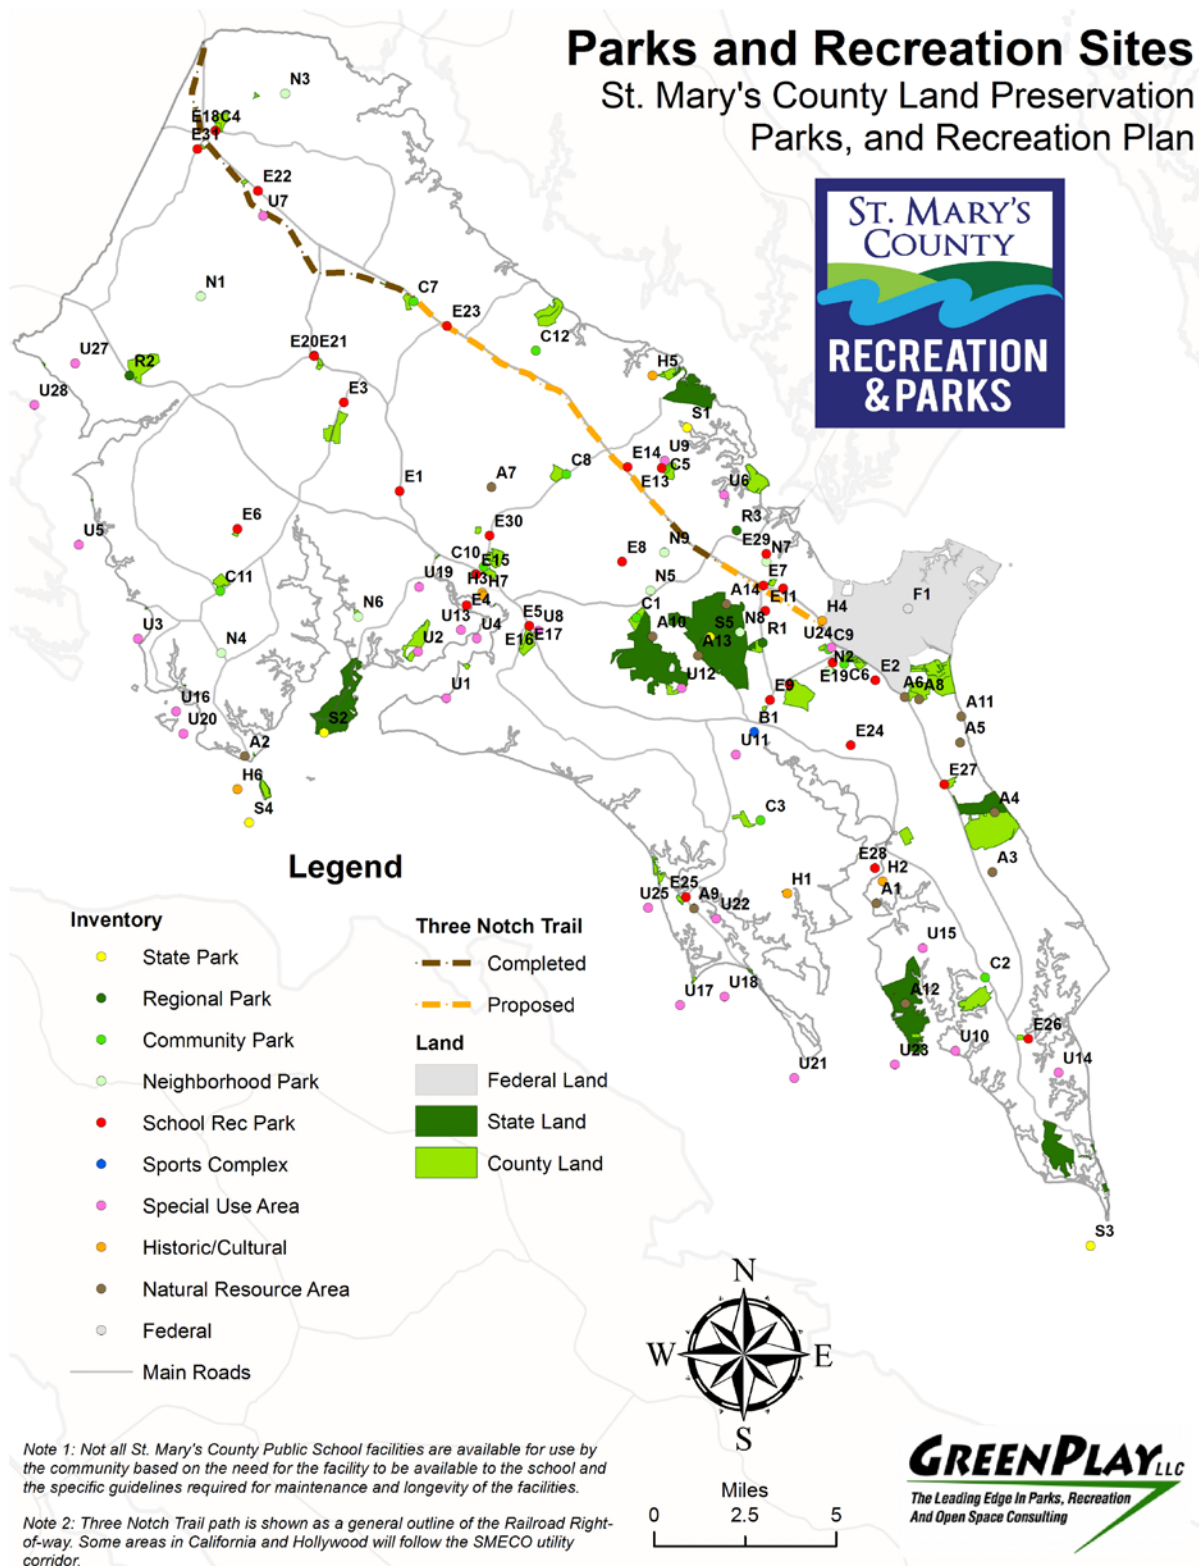 Parks and Recreation Sites
St. Mary's County Land Preservation
Parks, and Recreation Plan
ST. MARY'S
COUNTY
RECREATION
& PARKS
N3
E18C4
E31
E22
U7
N1
C7
E23
C12
U27
R2
E20E21
H5
U28
E3
S1
E14
U9
C5
E13
C8
A7
U6
E1
R3
E30
E6
U5
N9
E29
N7
E8
C10
E15
C11
U19
H3
H7
N5
E7
A14
E11
F1
N6
E4
C1
H4
U3
U13
E5
U8
A10
S5
N8
N4
U2
U4
E16
E17
R1
U24
C9
A13
N2
U12
E19
C6
E2
U1
E9
A6
A8
U16
S2
B1
A11
U20
U11
E24
A5
A2
H6
E27
S4
C3
A4
E28
H2
A3
H1
E25
A9
A1
U25
U22
U15
C2
U17
U18
A12
E26
U10
U23
U14
U21
S3
Legend
Inventory
State Park
Regional Park
Community Park
Neighborhood Park
School Rec Park
Sports Complex
Special Use Area
Historic/Cultural
Natural Resource Area
Federal
Main Roads
Three Notch Trail
Completed
Proposed
Land
Federal Land
State Land
County Land
N
W
E
S
Miles
0 2.5 5
Note 1: Not all St. Mary's County Public School facilities are available for use by
the community based on the need for the facility to be available to the school and
the specific guidelines required for maintenance and longevity of the facilities.
Note 2: Three Notch Trail path is shown as a general outline of the Railroad Right-
of-way. Some areas in California and Hollywood will follow the SMECO utility
corridor.
GREENPLAY LLC
The Leading Edge In Parks, Recreation
And Open Space Consulting